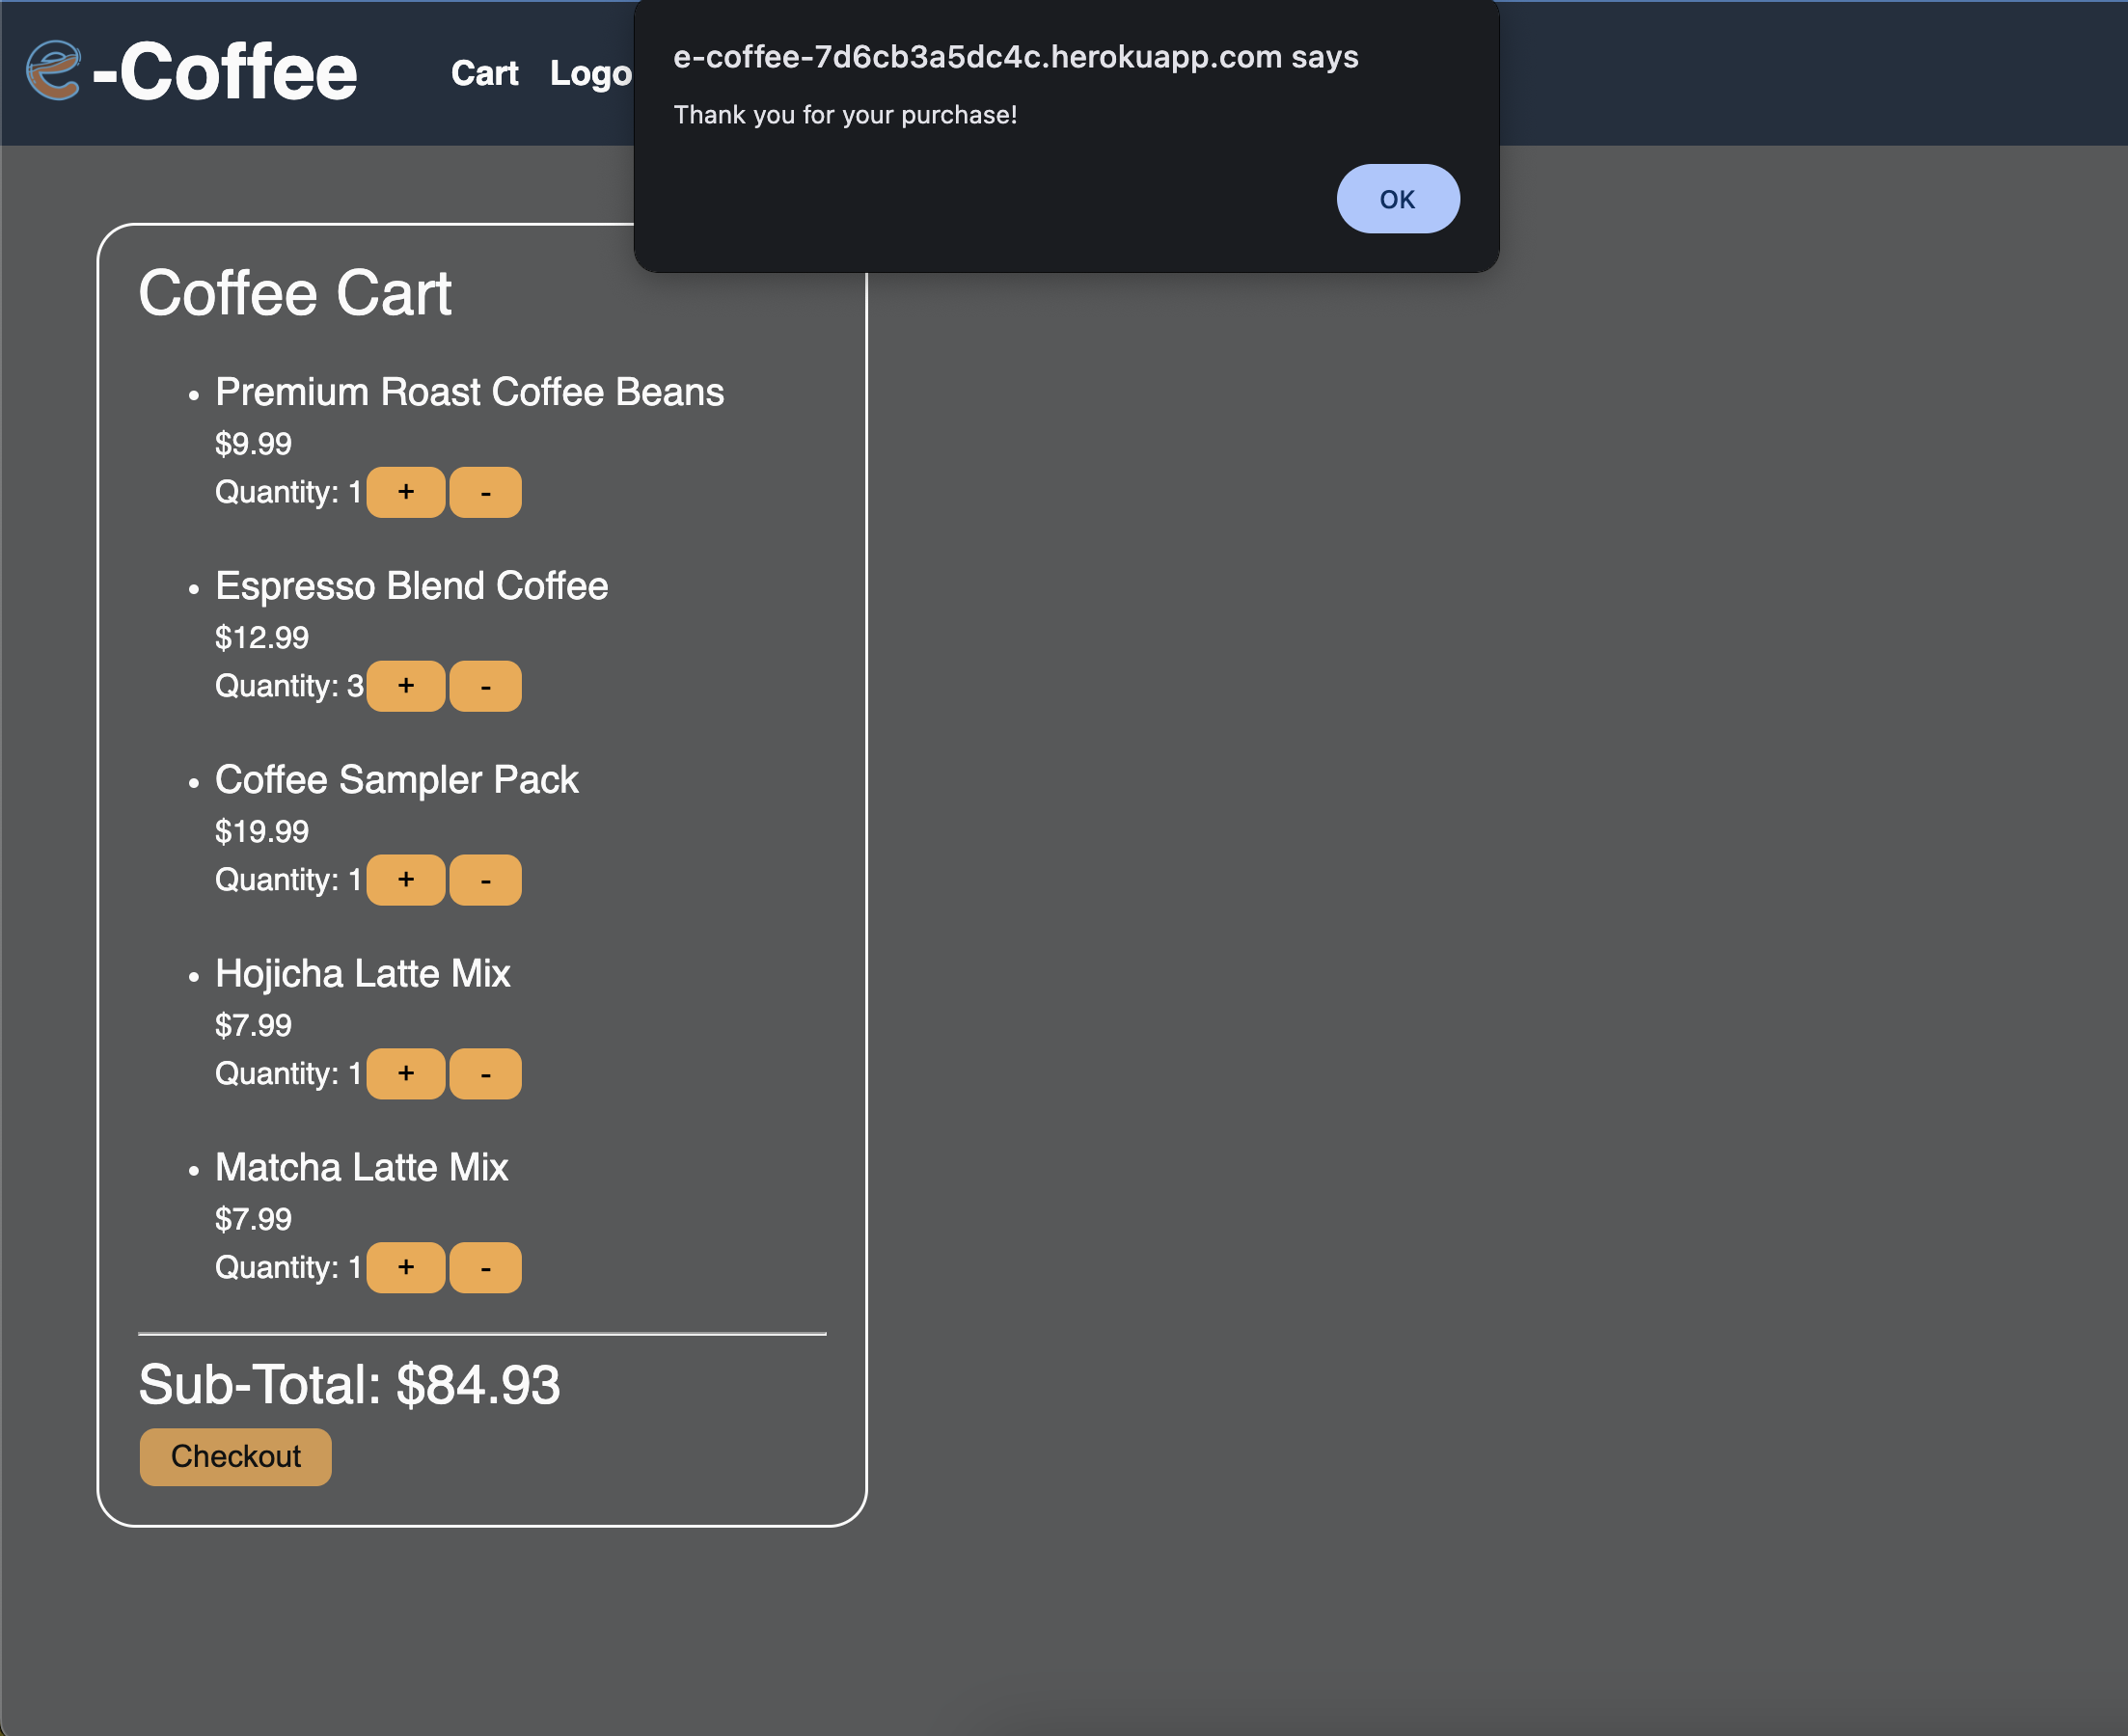 e-Coffee
Cart Logo
e-coffee-7d6cb3a5dc4c.herokuapp.com says
Thank you for your purchase!
OK
Coffee Cart
• Premium Roast Coffee Beans
$9.99
Quantity: 1 + -
• Espresso Blend Coffee
$12.99
Quantity: 3 + -
• Coffee Sampler Pack
$19.99
Quantity: 1 + -
• Hojicha Latte Mix
$7.99
Quantity: 1 + -
• Matcha Latte Mix
$7.99
Quantity: 1 + -
Sub-Total: $84.93
Checkout